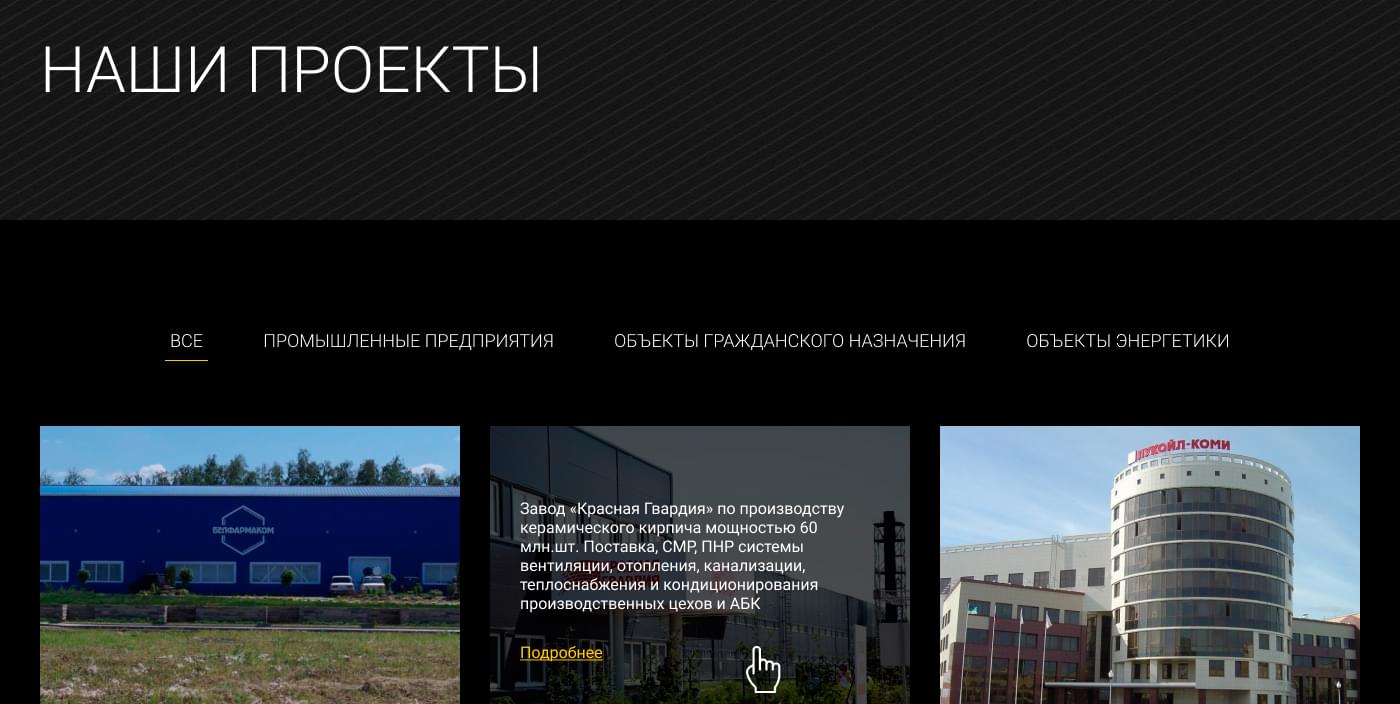 НАШИ ПРОЕКТЫ
ВСЕ
ПРОМЫШЛЕННЫЕ ПРЕДПРИЯТИЯ
ОБЪЕКТЫ ГРАЖДАНСКОГО НАЗНАЧЕНИЯ
ОБЪЕКТЫ ЭНЕРГЕТИКИ
БЕЛФАРМАКОМ
Завод «Красная Гвардия» по производству
керамического кирпича мощностью 60
млн.шт. Поставка, СМР, ПНР системы
вентиляции, отопления, канализации,
теплоснабжения и кондиционирования
производственных цехов и АБК
Подробнее
ЛУКОЙЛ-КОМИ